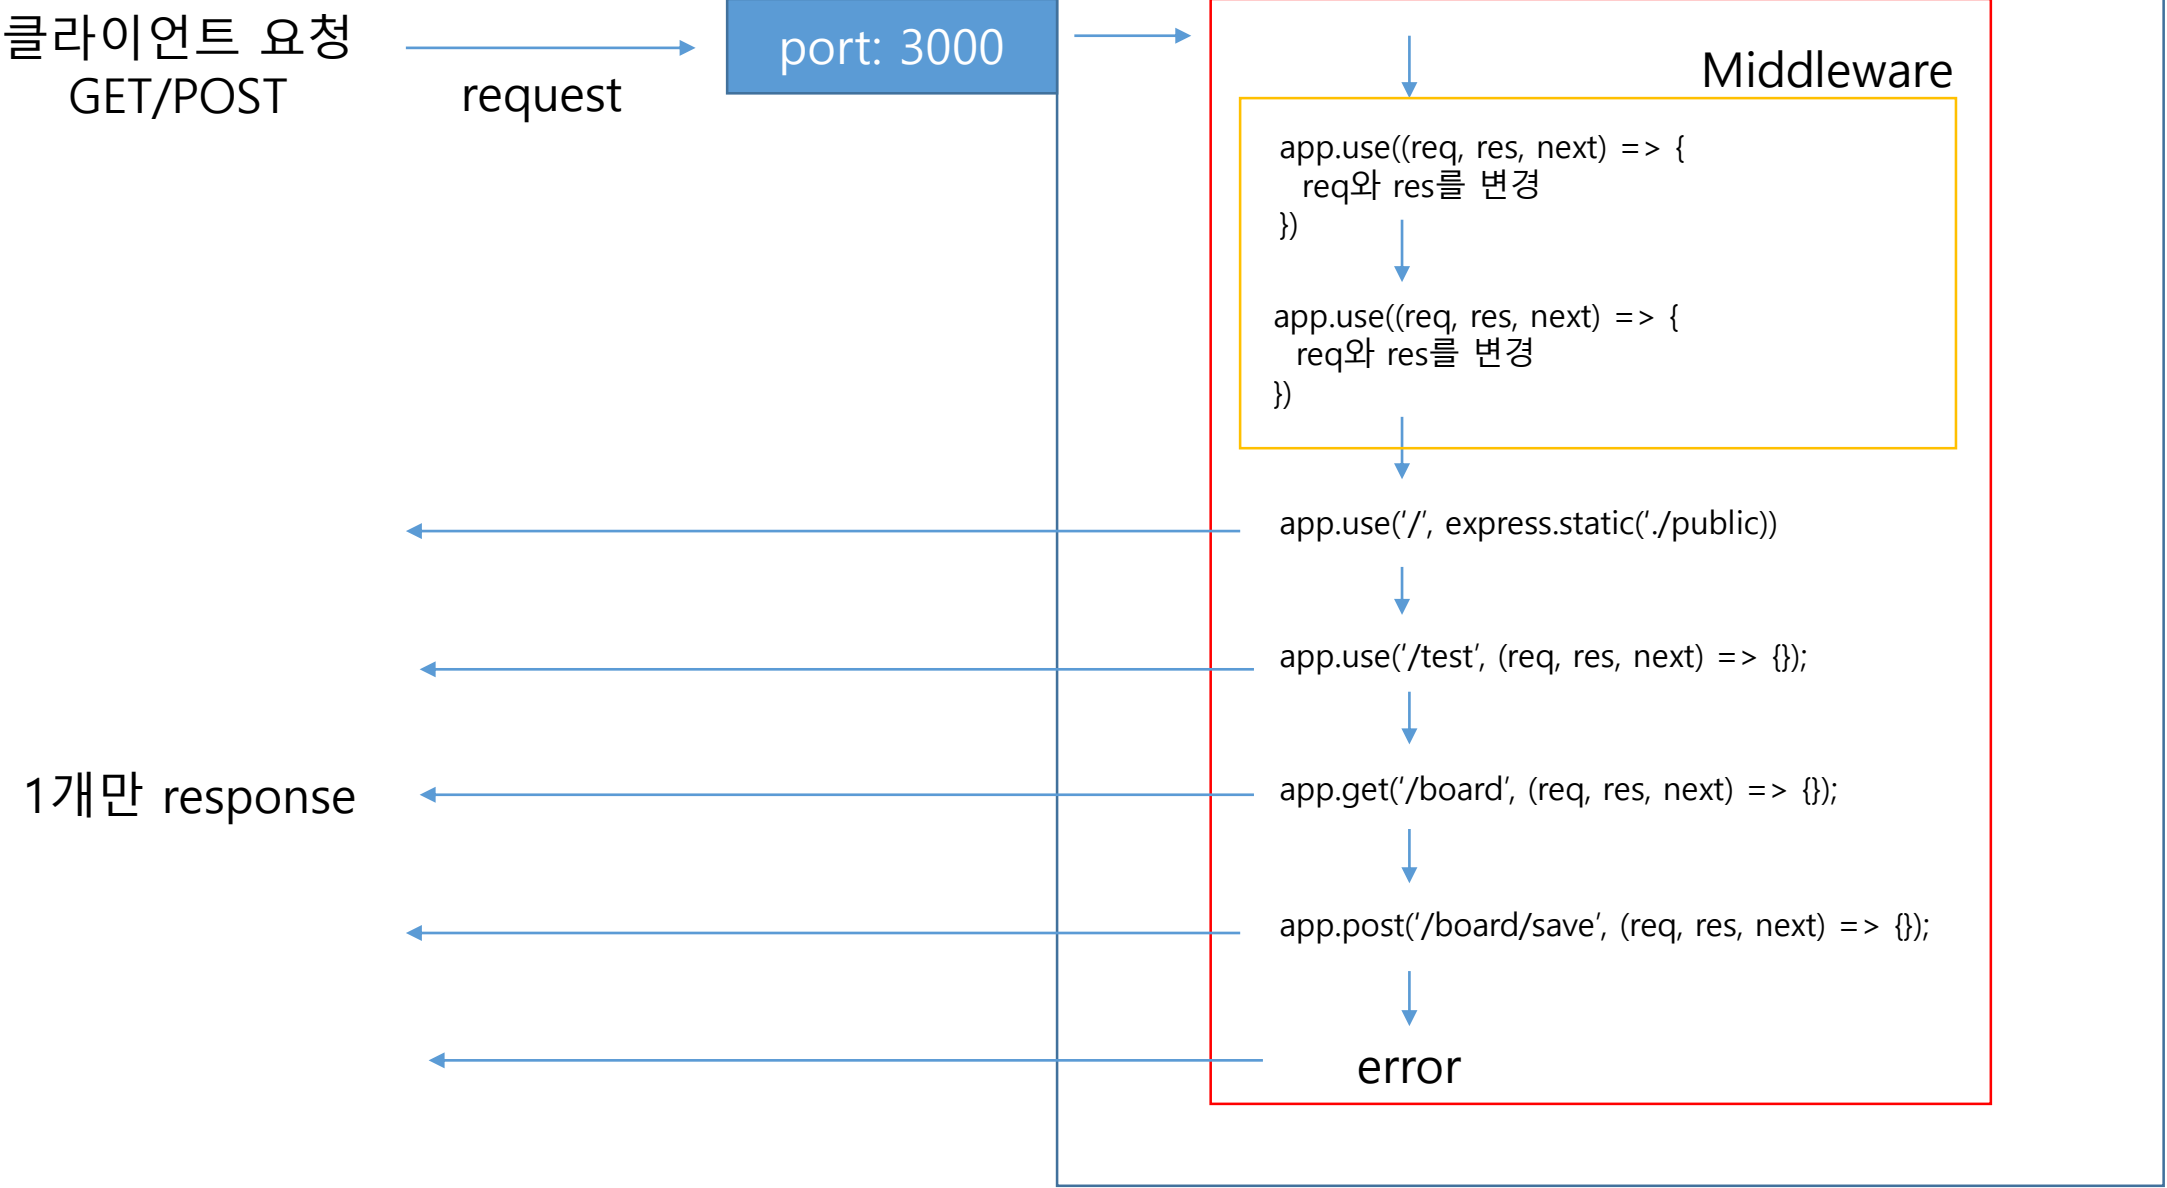 클라이언트 요청
GET/POST
request
port: 3000
Middleware
app.use((req, res, next) => {
req와 res를 변경
})
app.use((req, res, next) => {
req와 res를 변경
})
app.use(‘/’, express.static(‘./public))
app.use(‘/test’, (req, res, next) => {});
app.get(‘/board’, (req, res, next) => {});
1개만 response
app.post(‘/board/save’, (req, res, next) => {});
error